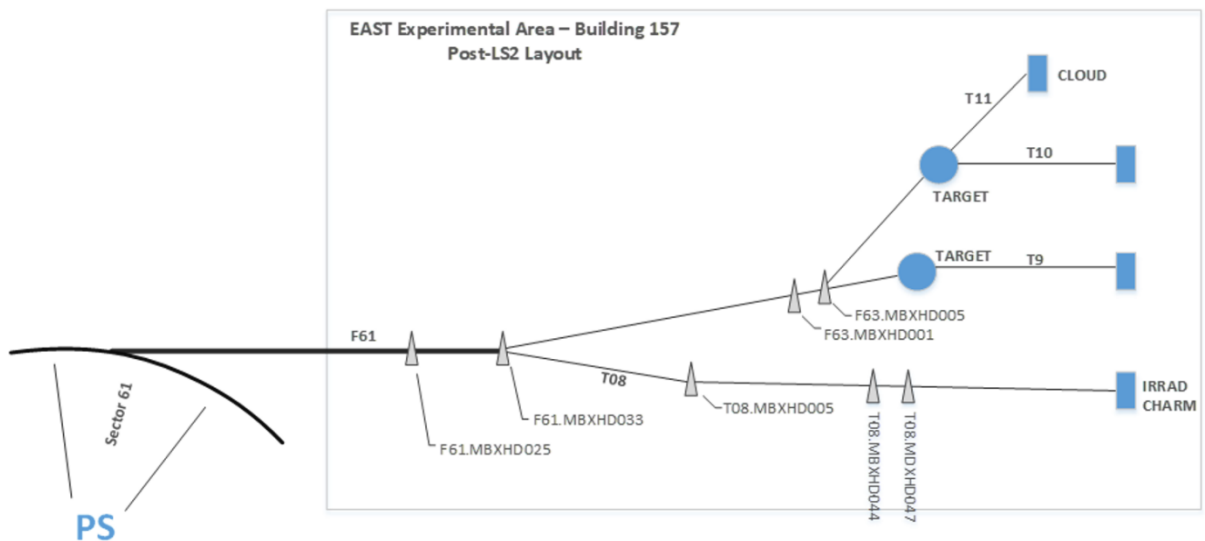 EAST Experimental Area – Building 157
Post-LS2 Layout
CLOUD
T11
T10
TARGET
TARGET
T9
F63.MBXHD005
F63.MBXHD001
F61
T08
IRRAD
CHARM
T08.MBXHD005
F61.MBXHD033
F61.MBXHD025
T08.MBXHD044
T08.MDXHD047
Sector 61
PS